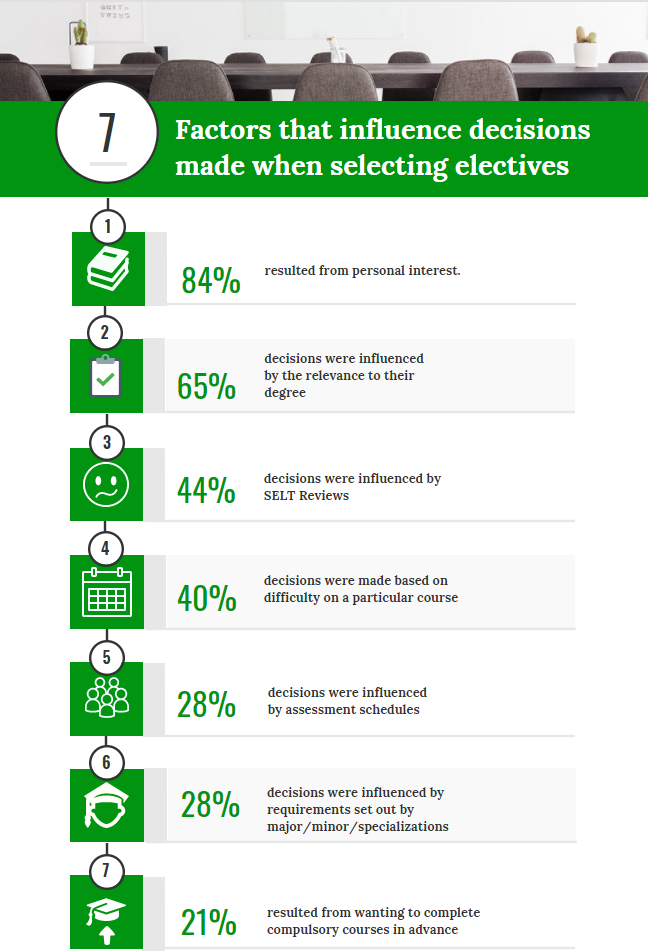 7
Factors that influence decisions
made when selecting electives
1
84%
resulted from personal interest.
2
65%
decisions were influenced
by the relevance to their
degree
3
44%
decisions were influenced by
SELT Reviews
4
40%
decisions were made based on
difficulty on a particular course
5
28%
decisions were influenced
by assessment schedules
6
28%
decisions were influenced by
requirements set out by
major/minor/specializations
7
21%
resulted from wanting to complete
compulsory courses in advance